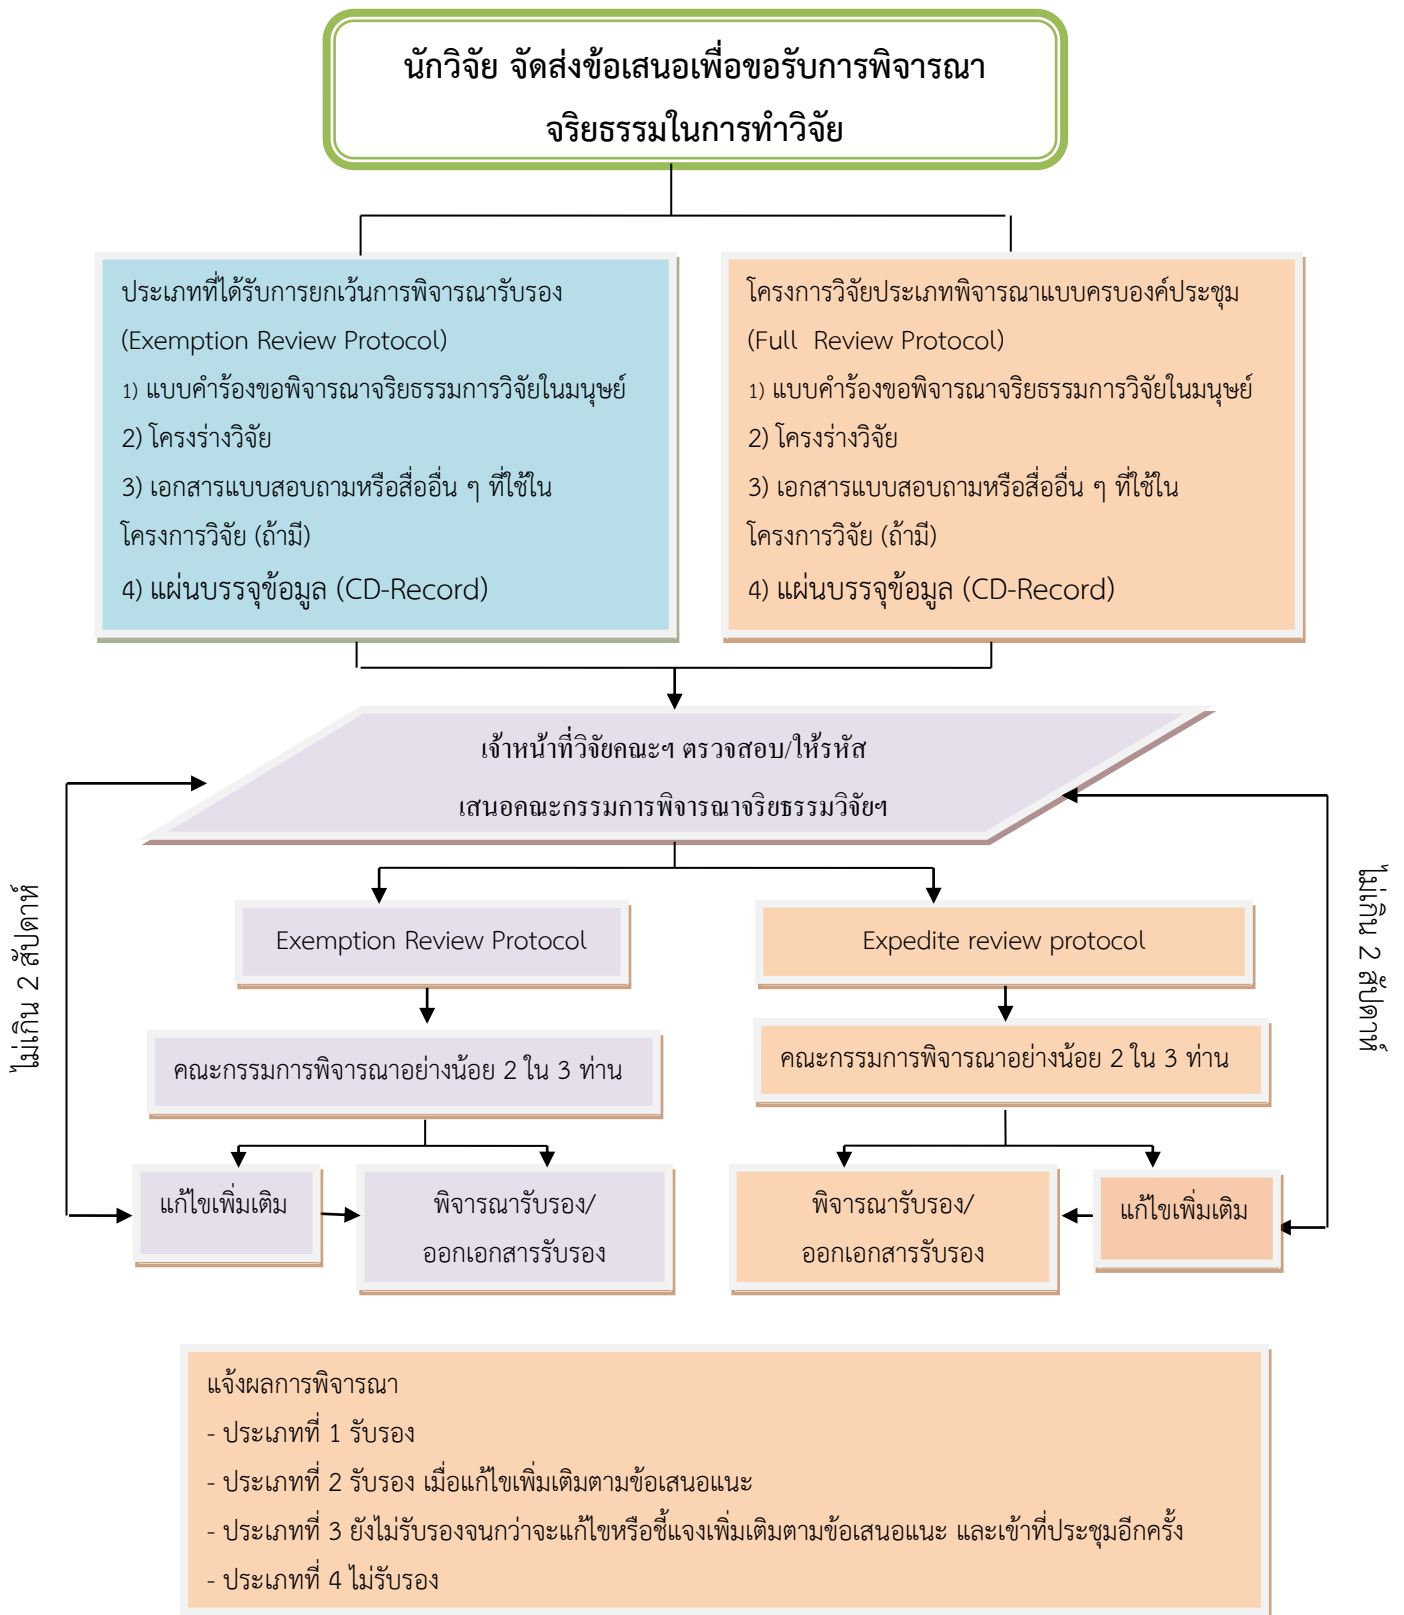 นักวิจัย จัดส่งข้อเสนอเพื่อขอรับการพิจารณา
จริยธรรมในการทำวิจัย
ประเภทที่ได้รับการยกเว้นการพิจารณารับรอง
(Exemption Review Protocol)
1) แบบคำร้องขอพิจารณาจริยธรรมการวิจัยในมนุษย์
2) โครงร่างวิจัย
3) เอกสารแบบสอบถามหรือสื่ออื่น ๆ ที่ใช้ใน
โครงการวิจัย (ถ้ามี)
4) แผ่นบรรจุข้อมูล (CD-Record)
โครงการวิจัยประเภทพิจารณาแบบครบองค์ประชุม
(Full Review Protocol)
1) แบบคำร้องขอพิจารณาจริยธรรมการวิจัยในมนุษย์
2) โครงร่างวิจัย
3) เอกสารแบบสอบถามหรือสื่ออื่น ๆ ที่ใช้ใน
โครงการวิจัย (ถ้ามี)
4) แผ่นบรรจุข้อมูล (CD-Record)
เจ้าหน้าที่วิจัยคณะฯ ตรวจสอบ/ให้รหัส
เสนอคณะกรรมการพิจารณาจริยธรรมวิจัยฯ
ไม่เกิน 2 สัปดาห์
ไม่เกิน 2 สัปดาห์
Exemption Review Protocol
Expedite review protocol
คณะกรรมการพิจารณาอย่างน้อย 2 ใน 3 ท่าน
คณะกรรมการพิจารณาอย่างน้อย 2 ใน 3 ท่าน
แก้ไขเพิ่มเติม
พิจารณารับรอง/
ออกเอกสารรับรอง
พิจารณารับรอง/
ออกเอกสารรับรอง
แก้ไขเพิ่มเติม
แจ้งผลการพิจารณา
- ประเภทที่ 1 รับรอง
- ประเภทที่ 2 รับรอง เมื่อแก้ไขเพิ่มเติมตามข้อเสนอแนะ
- ประเภทที่ 3 ยังไม่รับรองจนกว่าจะแก้ไขหรือชี้แจงเพิ่มเติมตามข้อเสนอแนะ และเข้าที่ประชุมอีกครั้ง
- ประเภทที่ 4 ไม่รับรอง